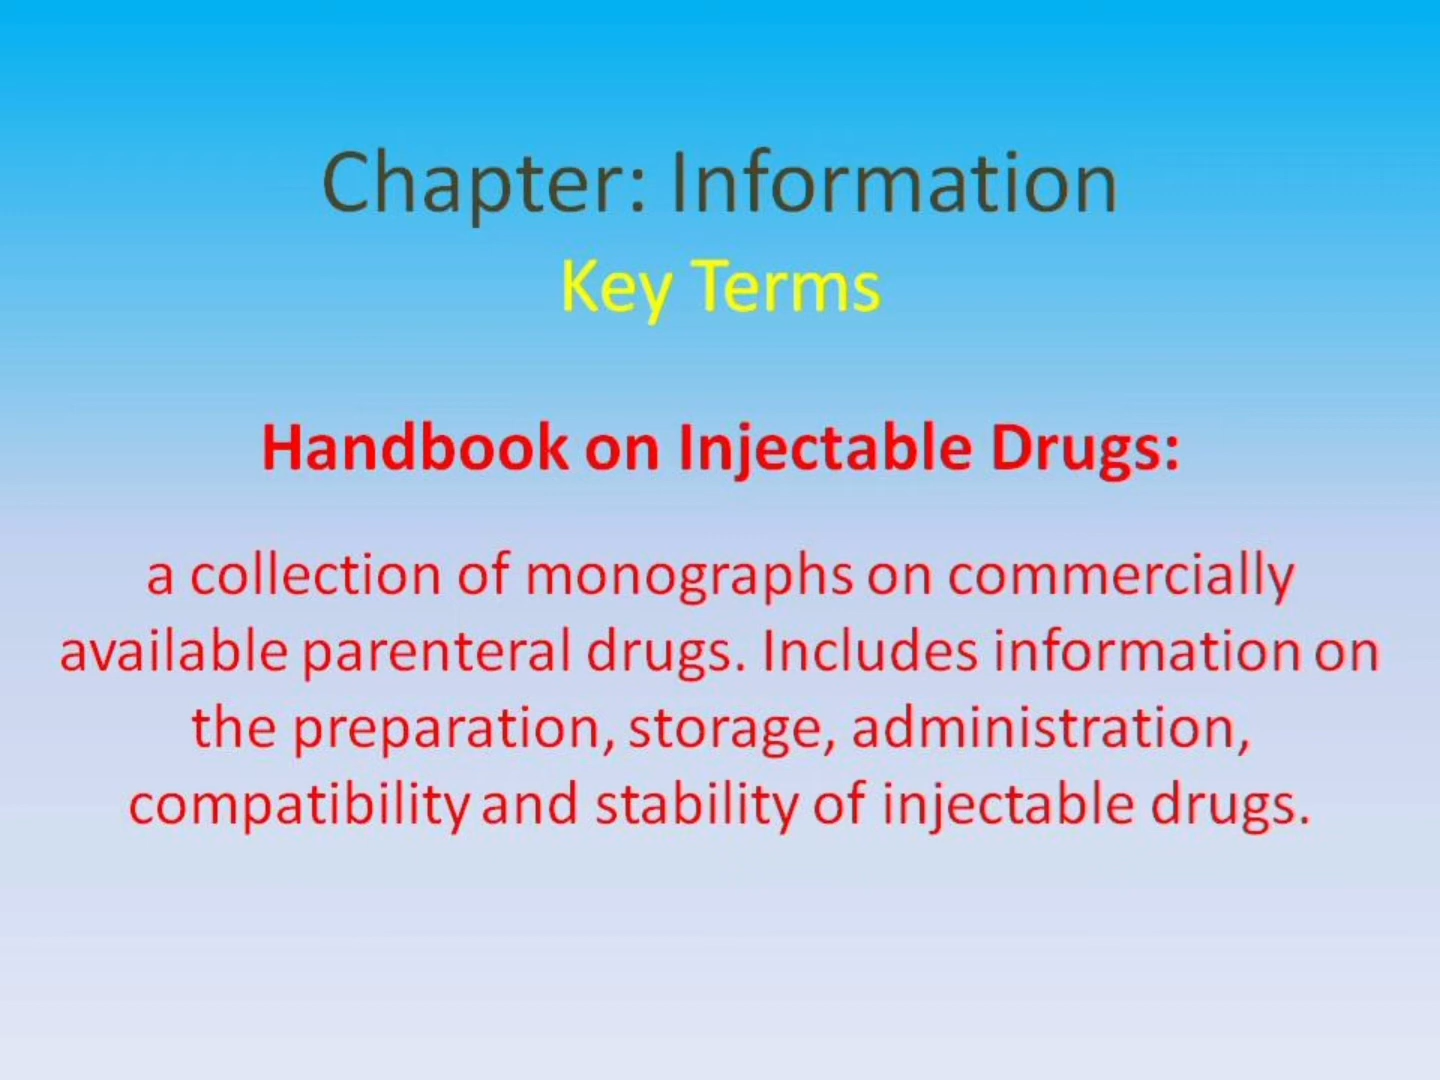 Chapter: Information
Key Terms
Handbook on Injectable Drugs:
a collection of monographs on commercially
available parenteral drugs. Includes information on
the preparation, storage, administration,
compatibility and stability of injectable drugs.